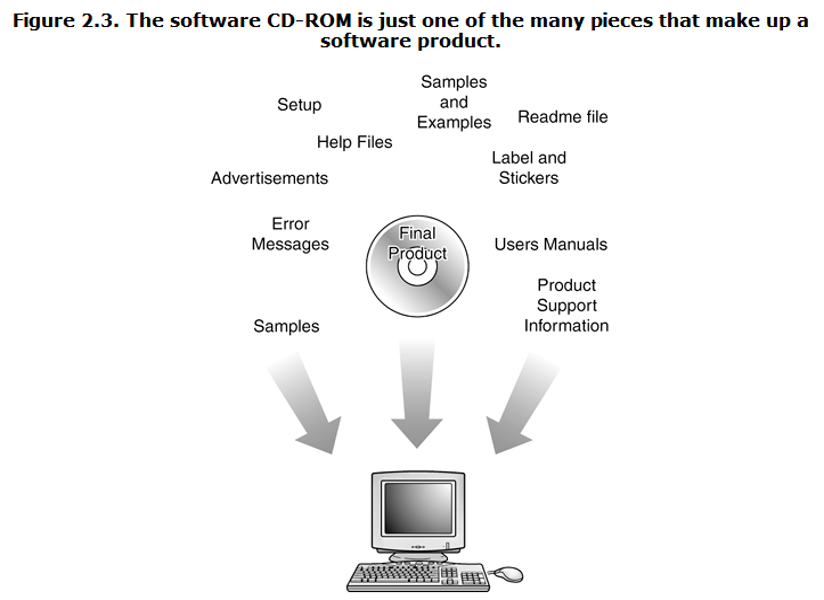 Figure 2.3. The software CD-ROM is just one of the many pieces that make up a
software product.
Samples
and
Examples
Setup
Readme file
Help Files
Label and
Stickers
Advertisements
Error
Messages
Final
Product
Users Manuals
Product
Support
Information
Samples